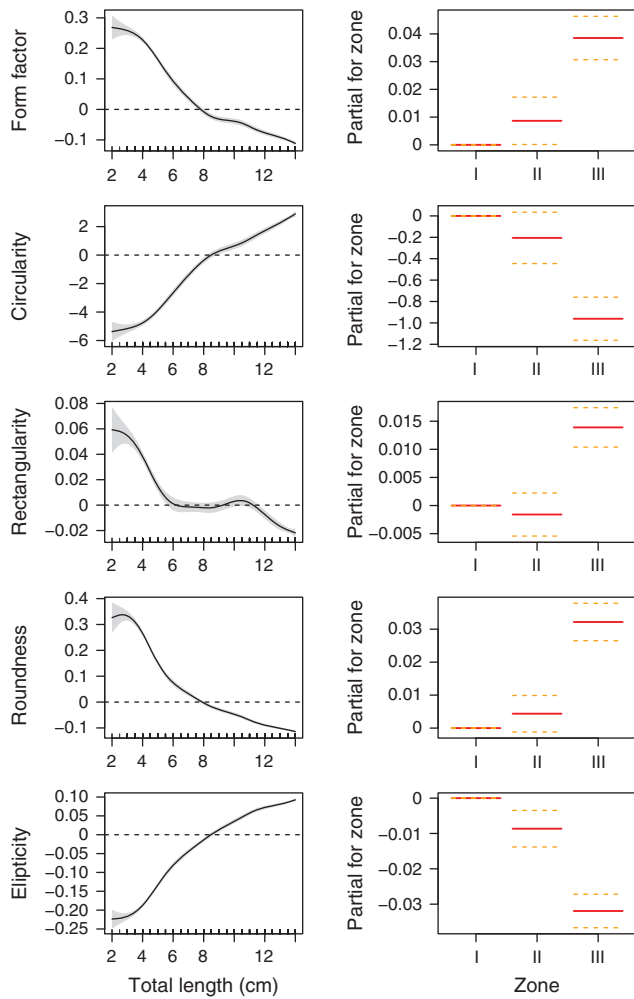 Form factor
0.3
0.2
0.1
0
−0.1
2 4 6 8 12
Partial for zone
0.04
0.03
0.02
0.01
0
I II III
Circularity
2
0
−2
−4
−6
2 4 6 8 12
Partial for zone
0
−0.2
−0.4
−0.6
−0.8
−1.0
−1.2
I II III
Rectangularity
0.08
0.06
0.04
0.02
0
−0.02
2 4 6 8 12
Partial for zone
0.015
0.010
0.005
0
−0.005
I II III
Roundness
0.4
0.3
0.2
0.1
0
−0.1
2 4 6 8 12
Partial for zone
0.03
0.02
0.01
0
I II III
Elipticity
0.10
0.05
0
−0.05
−0.10
−0.15
−0.20
−0.25
2 4 6 8 12
Total length (cm)
Partial for zone
0
−0.01
−0.02
−0.03
I II III
Zone